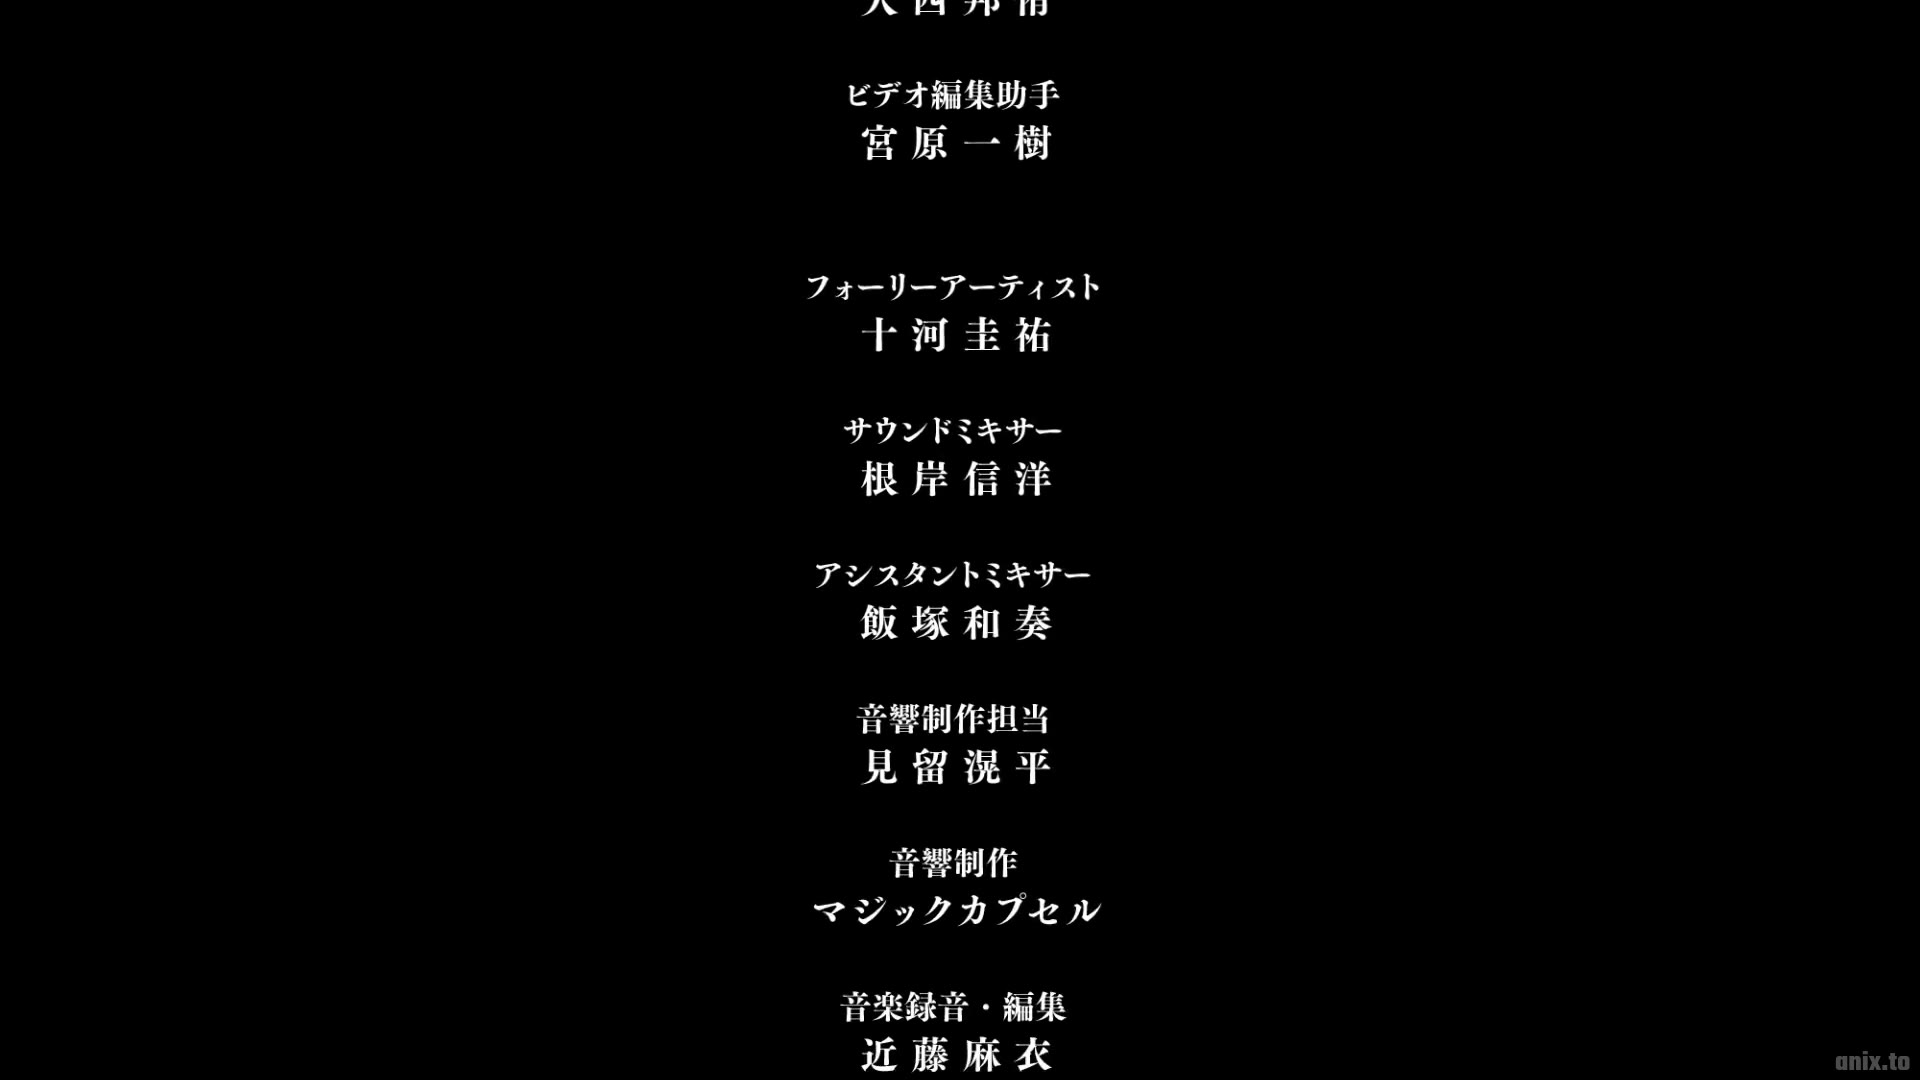 ビデオ編集助手
宮原一樹
フォーリーアーティスト
十河圭祐
サウンドミキサー
根岸信洋
アシスタントミキサー
飯塚和奏
音響制作担当
見留滉平
音響制作
マジックカプセル
音楽録音・編集
近藤麻衣
anix.to